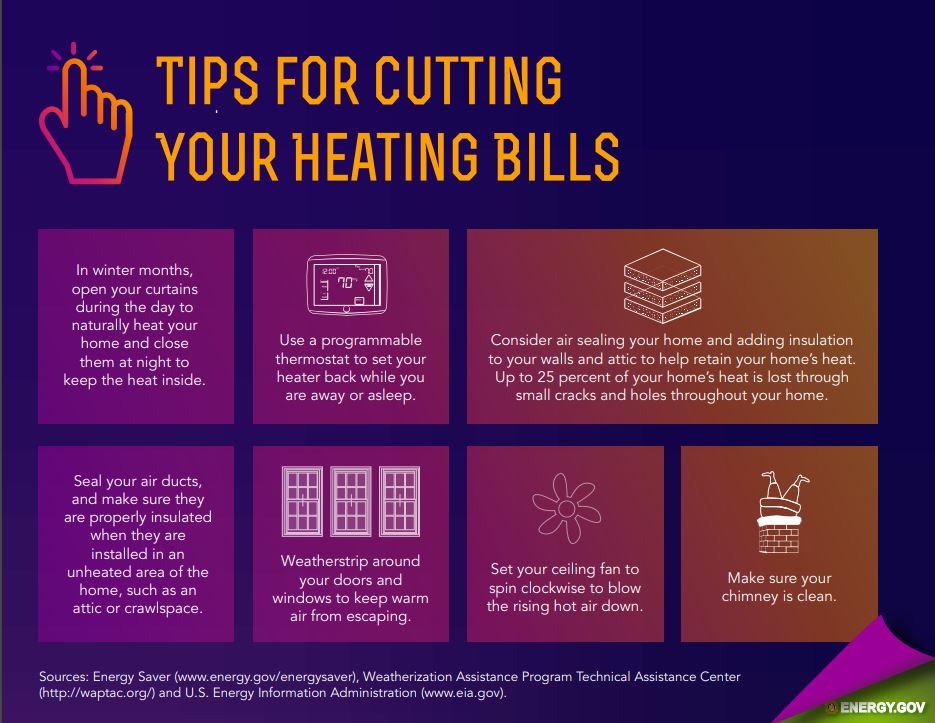 TIPS FOR CUTTING
YOUR HEATING BILLS
In winter months,
open your curtains
during the day to
naturally heat your
home and close
them at night to
keep the heat inside.
12:00
70
70
Use a programmable
thermostat to set your
heater back while you
are away or asleep.
Consider air sealing your home and adding insulation
to your walls and attic to help retain your home's heat.
Up to 25 percent of your home's heat is lost through
small cracks and holes throughout your home.
Seal your air ducts,
and make sure they
are properly insulated
when they are
installed in an
unheated area of the
home, such as an
attic or crawlspace.
Weatherstrip around
your doors and
windows to keep warm
air from escaping.
Set your ceiling fan to
spin clockwise to blow
the rising hot air down.
Make sure your
chimney is clean.
Sources: Energy Saver (www.energy.gov/energysaver), Weatherization Assistance Program Technical Assistance Center
(http://waptac.org/) and U.S. Energy Information Administration (www.eia.gov).
ENERGY.GOV